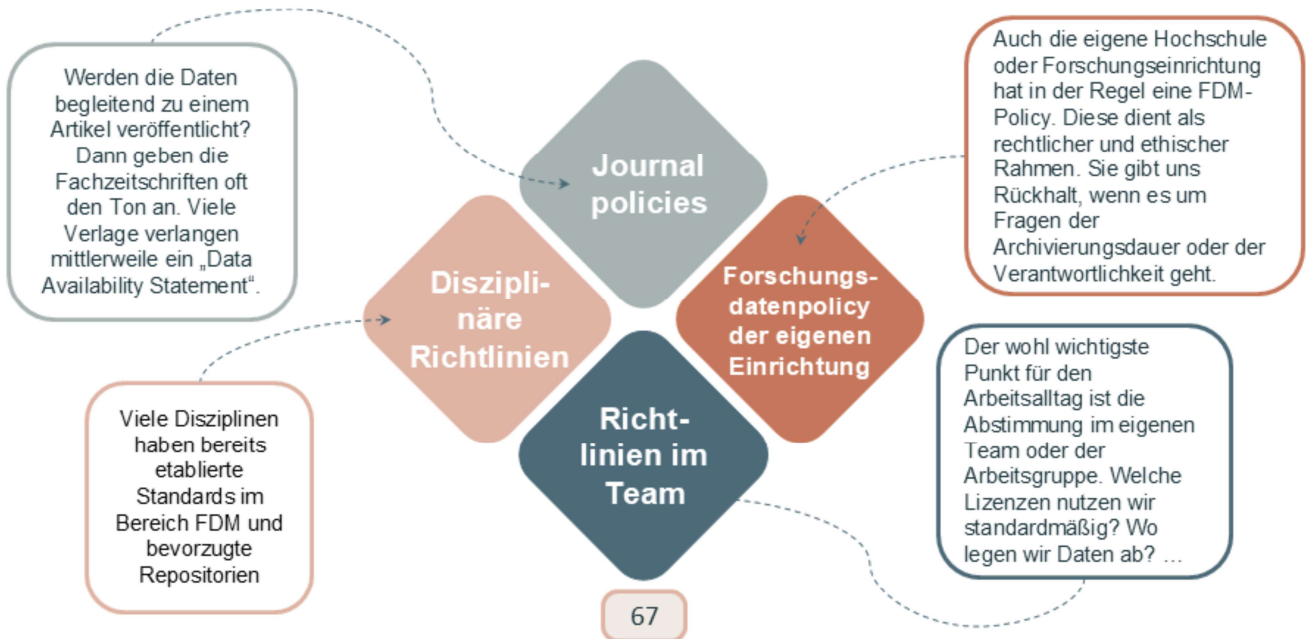 Werden die Daten
begleitend zu einem
Artikel veröffentlicht?
Dann geben die
Fachzeitschriften oft
den Ton an. Viele
Verlage verlangen
mittlerweile ein „Data
Availability Statement“.
Journal
policies
Auch die eigene Hochschule
oder Forschungseinrichtung
hat in der Regel eine FDM-
Policy. Diese dient als
rechtlicher und ethischer
Rahmen. Sie gibt uns
Rückhalt, wenn es um
Fragen der
Archivierungsdauer oder der
Verantwortlichkeit geht.
Diszipli-
näre
Richtlinien
Forschungs-
datenpolicy
der eigenen
Einrichtung
Viele Disziplinen
haben bereits
etablierte
Standards im
Bereich FDM und
bevorzugte
Repositorien
Richt-
linien im
Team
Der wohl wichtigste
Punkt für den
Arbeitsalltag ist die
Abstimmung im eigenen
Team oder der
Arbeitsgruppe. Welche
Lizenzen nutzen wir
standardmäßig? Wo
legen wir Daten ab? …
67